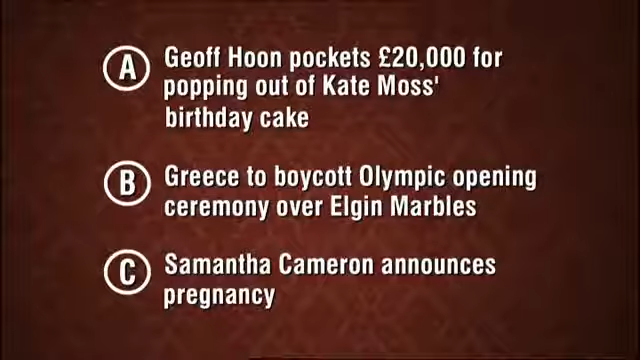 A Geoff Hoon pockets £20,000 for
popping out of Kate Moss'
birthday cake
B Greece to boycott Olympic opening
ceremony over Elgin Marbles
C Samantha Cameron announces
pregnancy